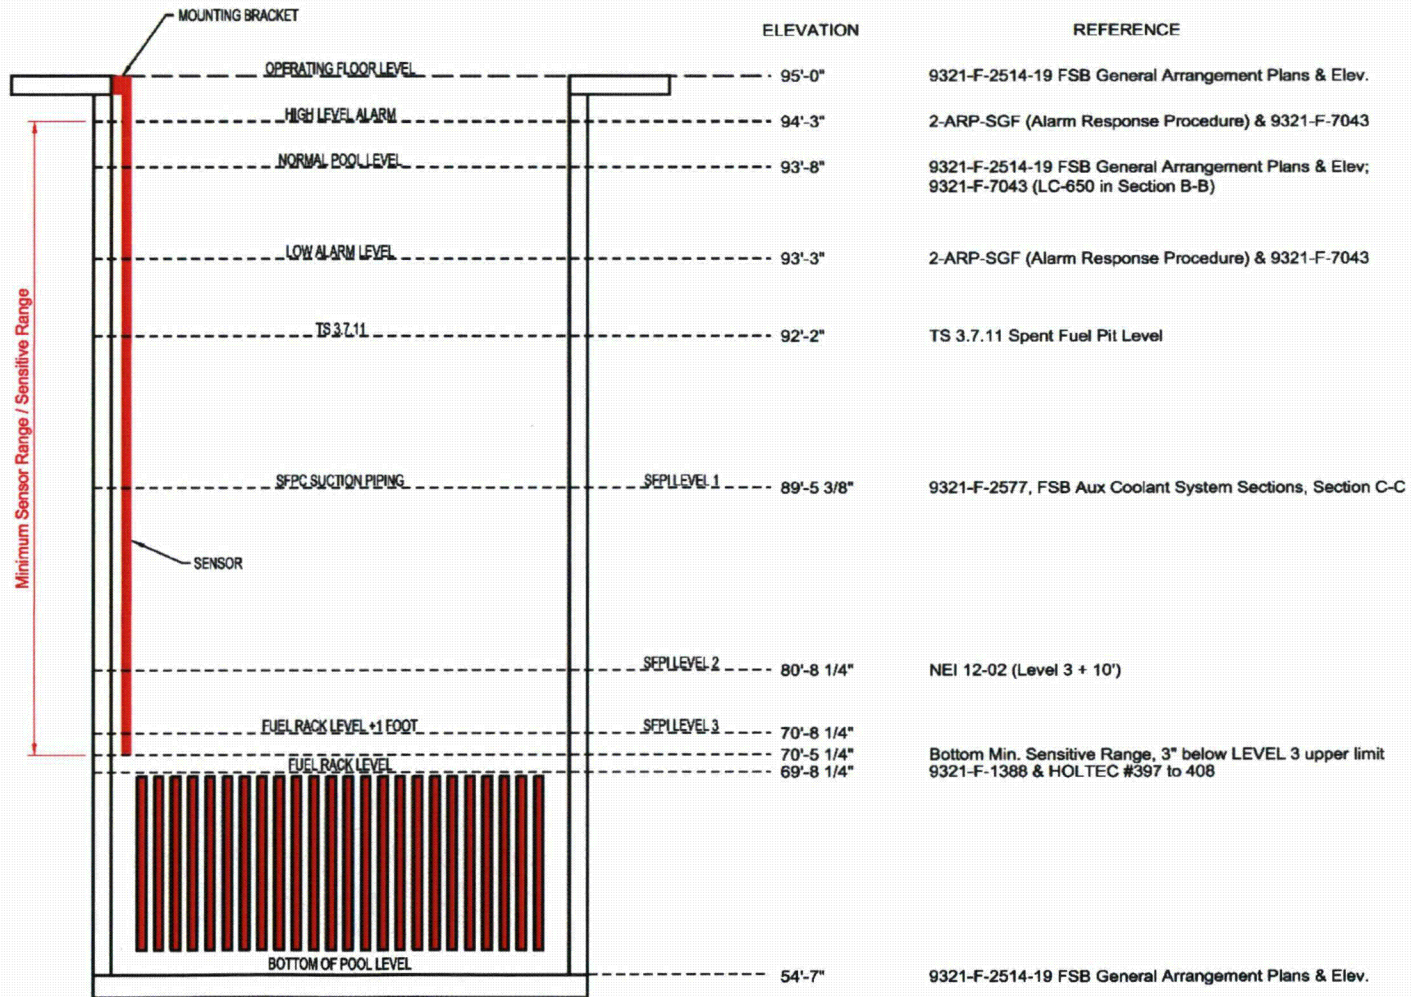 MOUNTING BRACKET
ELEVATION REFERENCE
OPERATING FLOOR LEVEL 95'-0" 9321-F-2514-19 FSB General Arrangement Plans & Elev.
HIGH LEVEL ALARM 94'-3" 2-ARP-SGF (Alarm Response Procedure) & 9321-F-7043
NORMAL POOL LEVEL 93'-8" 9321-F-2514-19 FSB General Arrangement Plans & Elev;
9321-F-7043 (LC-650 in Section B-B)
LOW ALARM LEVEL 93'-3" 2-ARP-SGF (Alarm Response Procedure) & 9321-F-7043
TS 3.7.11 92'-2" TS 3.7.11 Spent Fuel Pit Level
Minimum Sensor Range / Sensitive Range
SFPC SUCTION PIPING SFPI LEVEL 1 89'-5 3/8" 9321-F-2577, FSB Aux Coolant System Sections, Section C-C
SENSOR
SFPI LEVEL 2 80'-8 1/4" NEI 12-02 (Level 3 + 10')
FUEL RACK LEVEL +1 FOOT SFPI LEVEL 3 70'-8 1/4"
70'-5 1/4" Bottom Min. Sensitive Range, 3" below LEVEL 3 upper limit
FUEL RACK LEVEL 69'-8 1/4" 9321-F-1388 & HOLTEC #397 to 408
BOTTOM OF POOL LEVEL 54'-7" 9321-F-2514-19 FSB General Arrangement Plans & Elev.